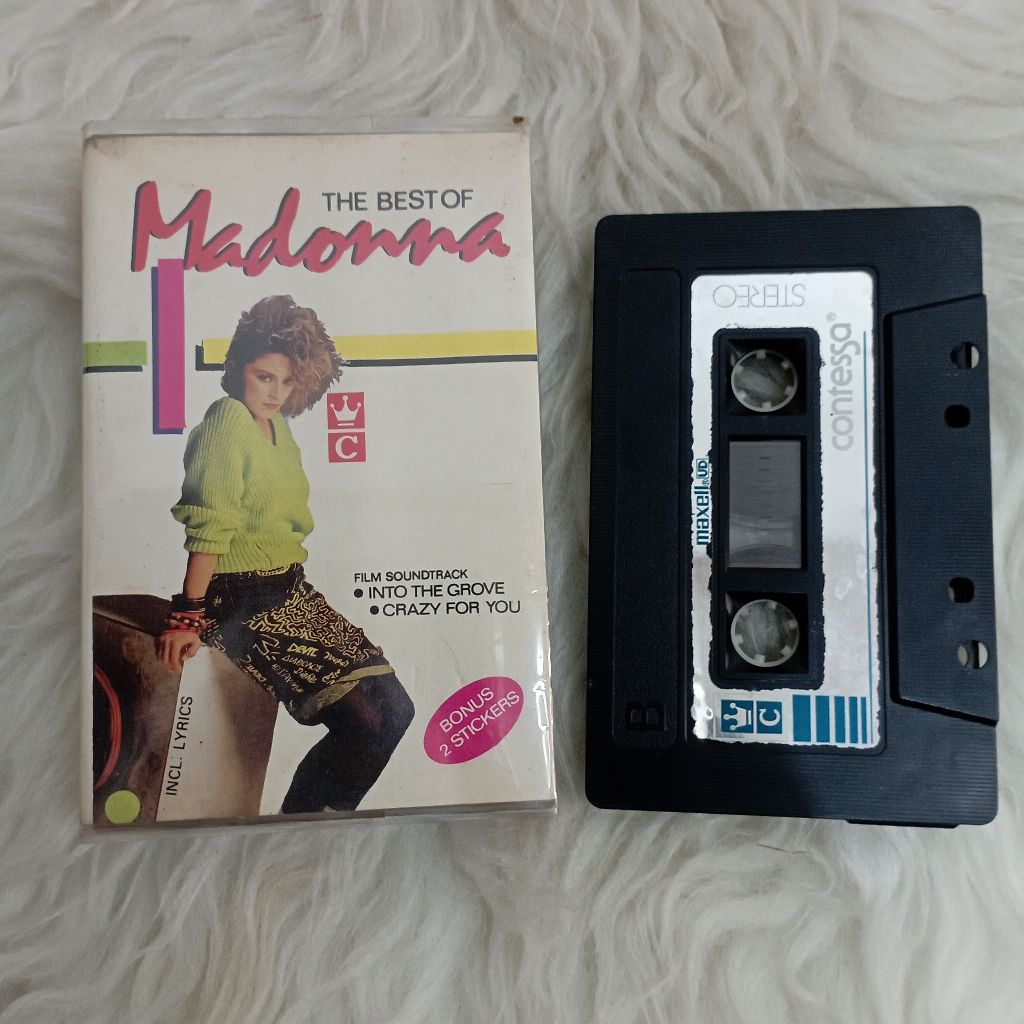 THE BEST OF
Madonna
C
FILM SOUNDTRACK
● INTO THE GROVE
● CRAZY FOR YOU
DEVIL
BONUS
2 STICKERS
INCL: LYRICS
STEREO
contessa®
maxell® UD
B
C